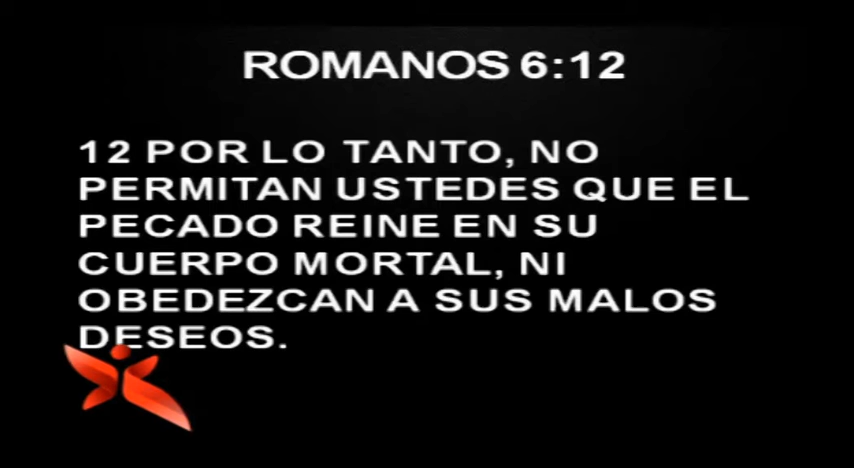 ROMANOS 6:12
12 POR LO TANTO, NO
PERMITAN USTEDES QUE EL
PECADO REINE EN SU
CUERPO MORTAL, NI
OBEDEZCAN A SUS MALOS
DESEOS.